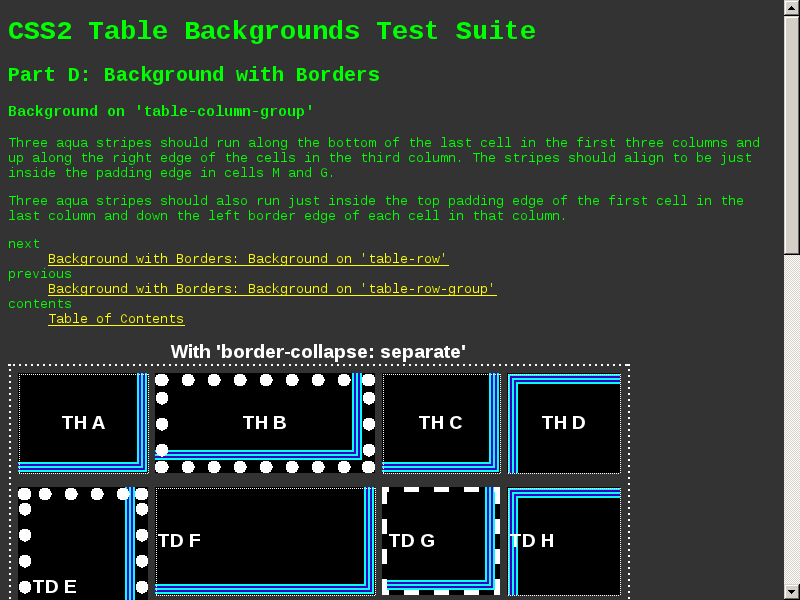 CSS2 Table Backgrounds Test Suite
Part D: Background with Borders
Background on 'table-column-group'
Three aqua stripes should run along the bottom of the last cell in the first three columns and
up along the right edge of the cells in the third column. The stripes should align to be just
inside the padding edge in cells M and G.
Three aqua stripes should also run just inside the top padding edge of the first cell in the
last column and down the left border edge of each cell in that column.
next
Background with Borders: Background on 'table-row'
previous
Background with Borders: Background on 'table-row-group'
contents
Table of Contents
With 'border-collapse: separate'
TH A TH B TH C TH D
TD F TD G TD H
TD E